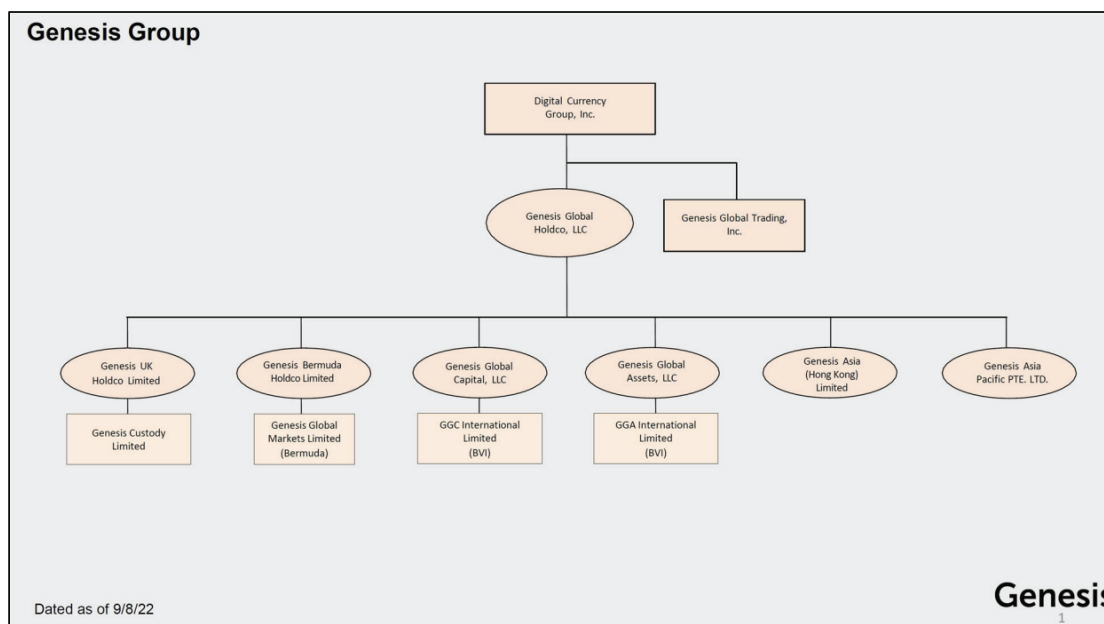 Genesis Group
Digital Currency
Group, Inc.
Genesis Global
Holdco, LLC
Genesis Global Trading,
Inc.
Genesis UK
Holdco Limited
Genesis Bermuda
Holdco Limited
Genesis Global
Capital, LLC
Genesis Global
Assets, LLC
Genesis Asia
(Hong Kong)
Limited
Genesis Asia
Pacific PTE. LTD.
Genesis Custody
Limited
Genesis Global
Markets Limited
(Bermuda)
GGC International
Limited
(BVI)
GGA International
Limited
(BVI)
Dated as of 9/8/22
Genesis
1